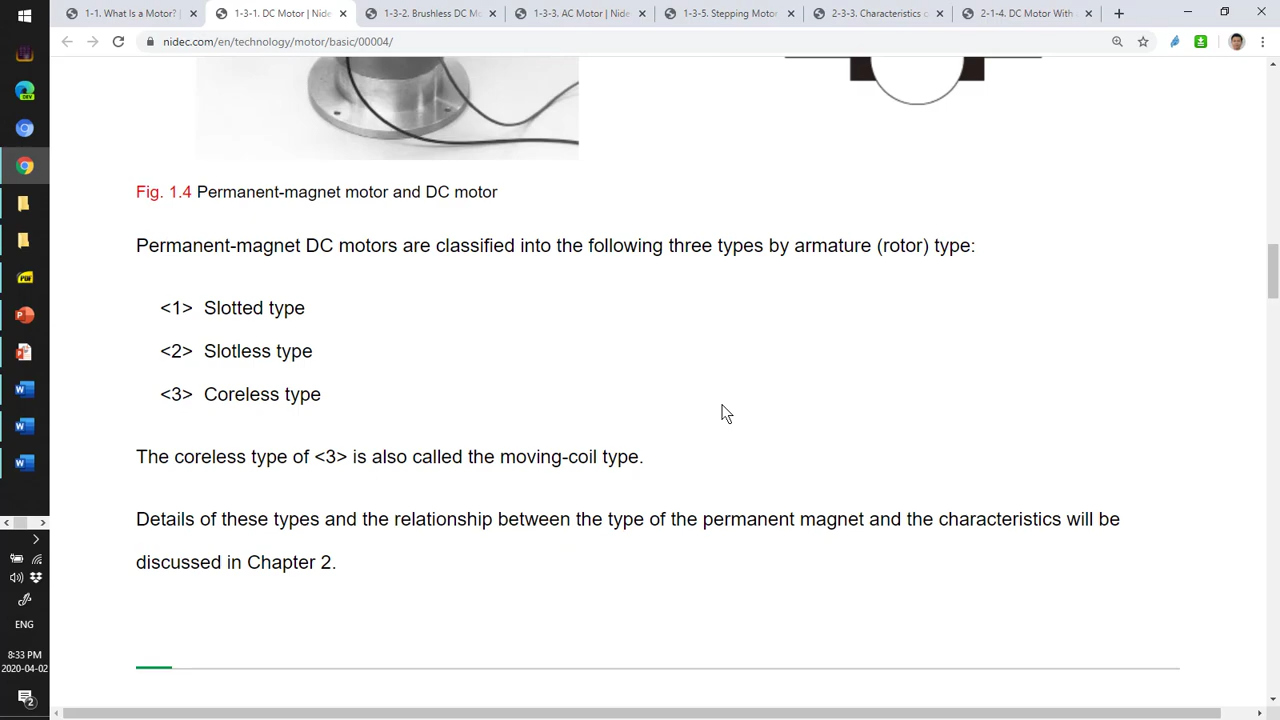 1-1. What Is a Motor?
1-3-1. DC Motor | Nide
1-3-2. Brushless DC Mo
1-3-3. AC Motor | Nide
1-3-5. Stepping Motor
2-3-3. Characteristics o
2-1-4. DC Motor With
nidec.com/en/technology/motor/basic/00004/
Fig. 1.4 Permanent-magnet motor and DC motor
Permanent-magnet DC motors are classified into the following three types by armature (rotor) type:
<1> Slotted type
<2> Slotless type
<3> Coreless type
The coreless type of <3> is also called the moving-coil type.
Details of these types and the relationship between the type of the permanent magnet and the characteristics will be
discussed in Chapter 2.
DEV
ENG
8:33 PM
2020-04-02
2